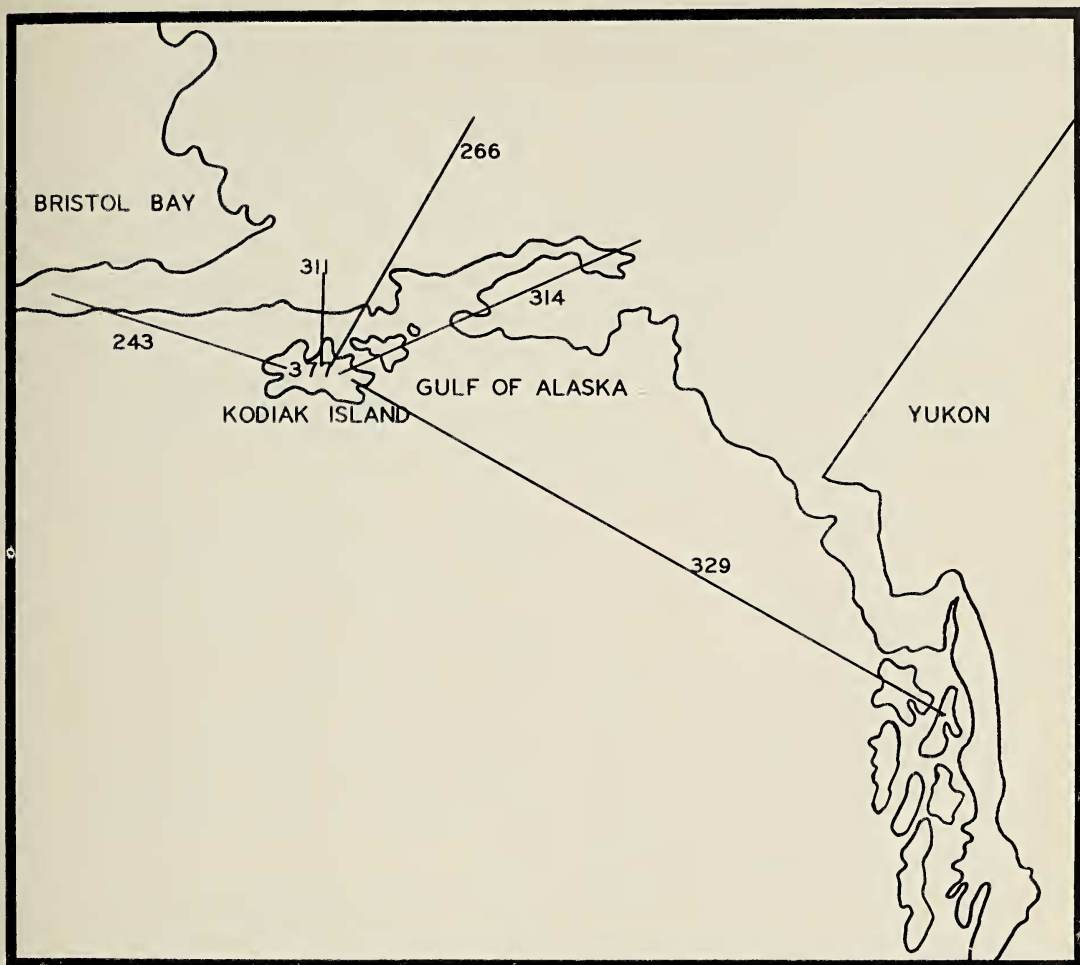 266
BRISTOL BAY
311
314
243
377
GULF OF ALASKA
KODIAK ISLAND
YUKON
329